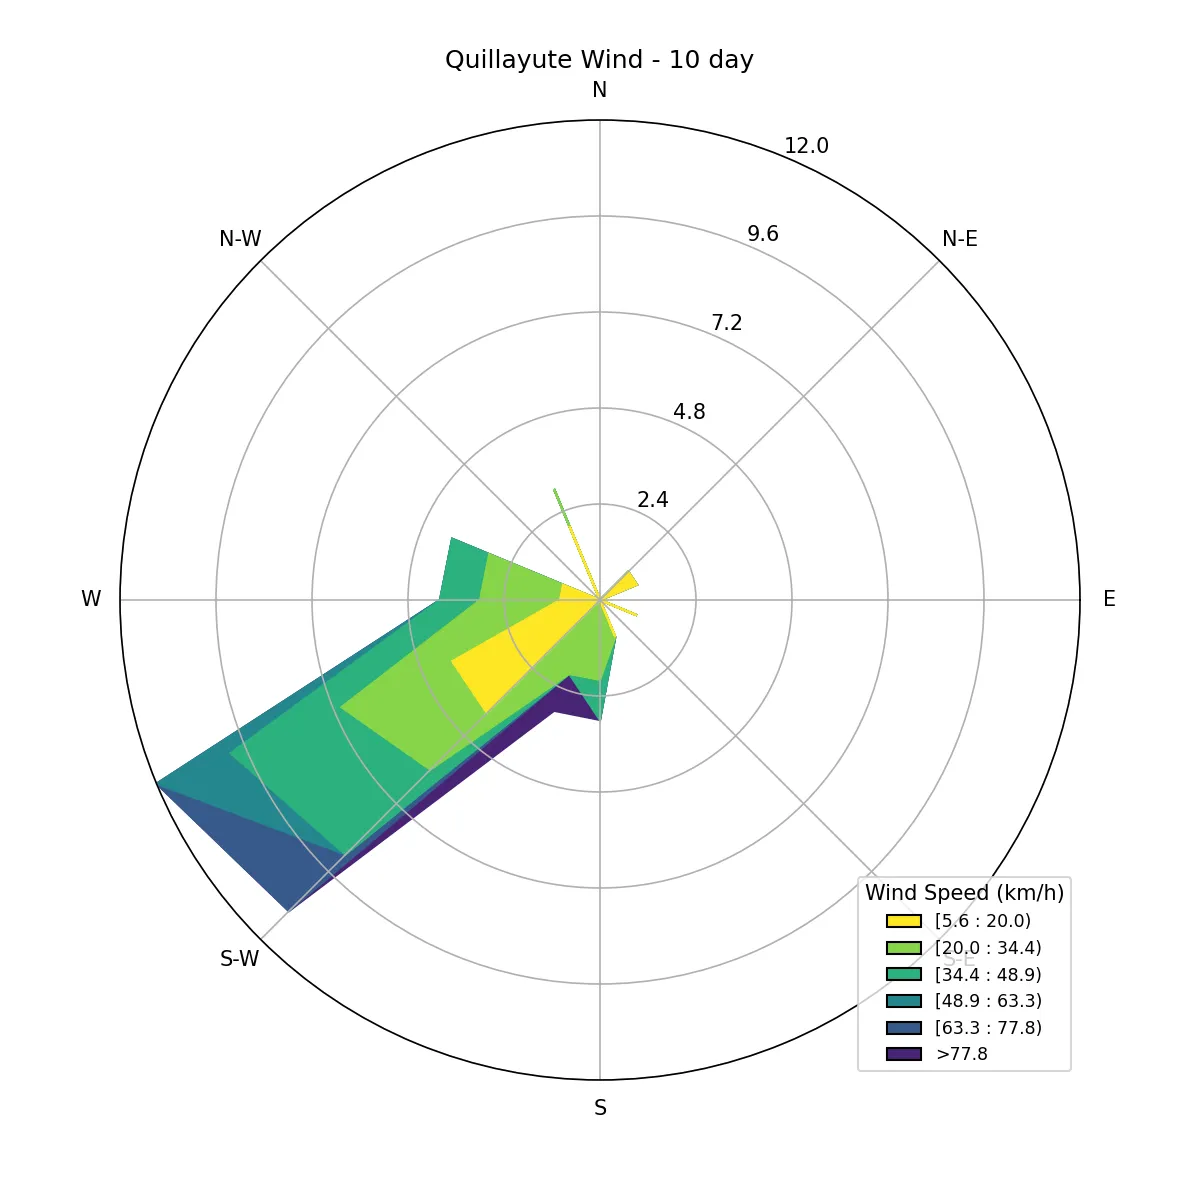 Quillayute Wind - 10 day
N
12.0
9.6
N-W
N-E
7.2
4.8
2.4
W
E
S-W
S-E
S
Wind Speed (km/h)
[5.6 : 20.0)
[20.0 : 34.4)
[34.4 : 48.9)
[48.9 : 63.3)
[63.3 : 77.8)
>77.8